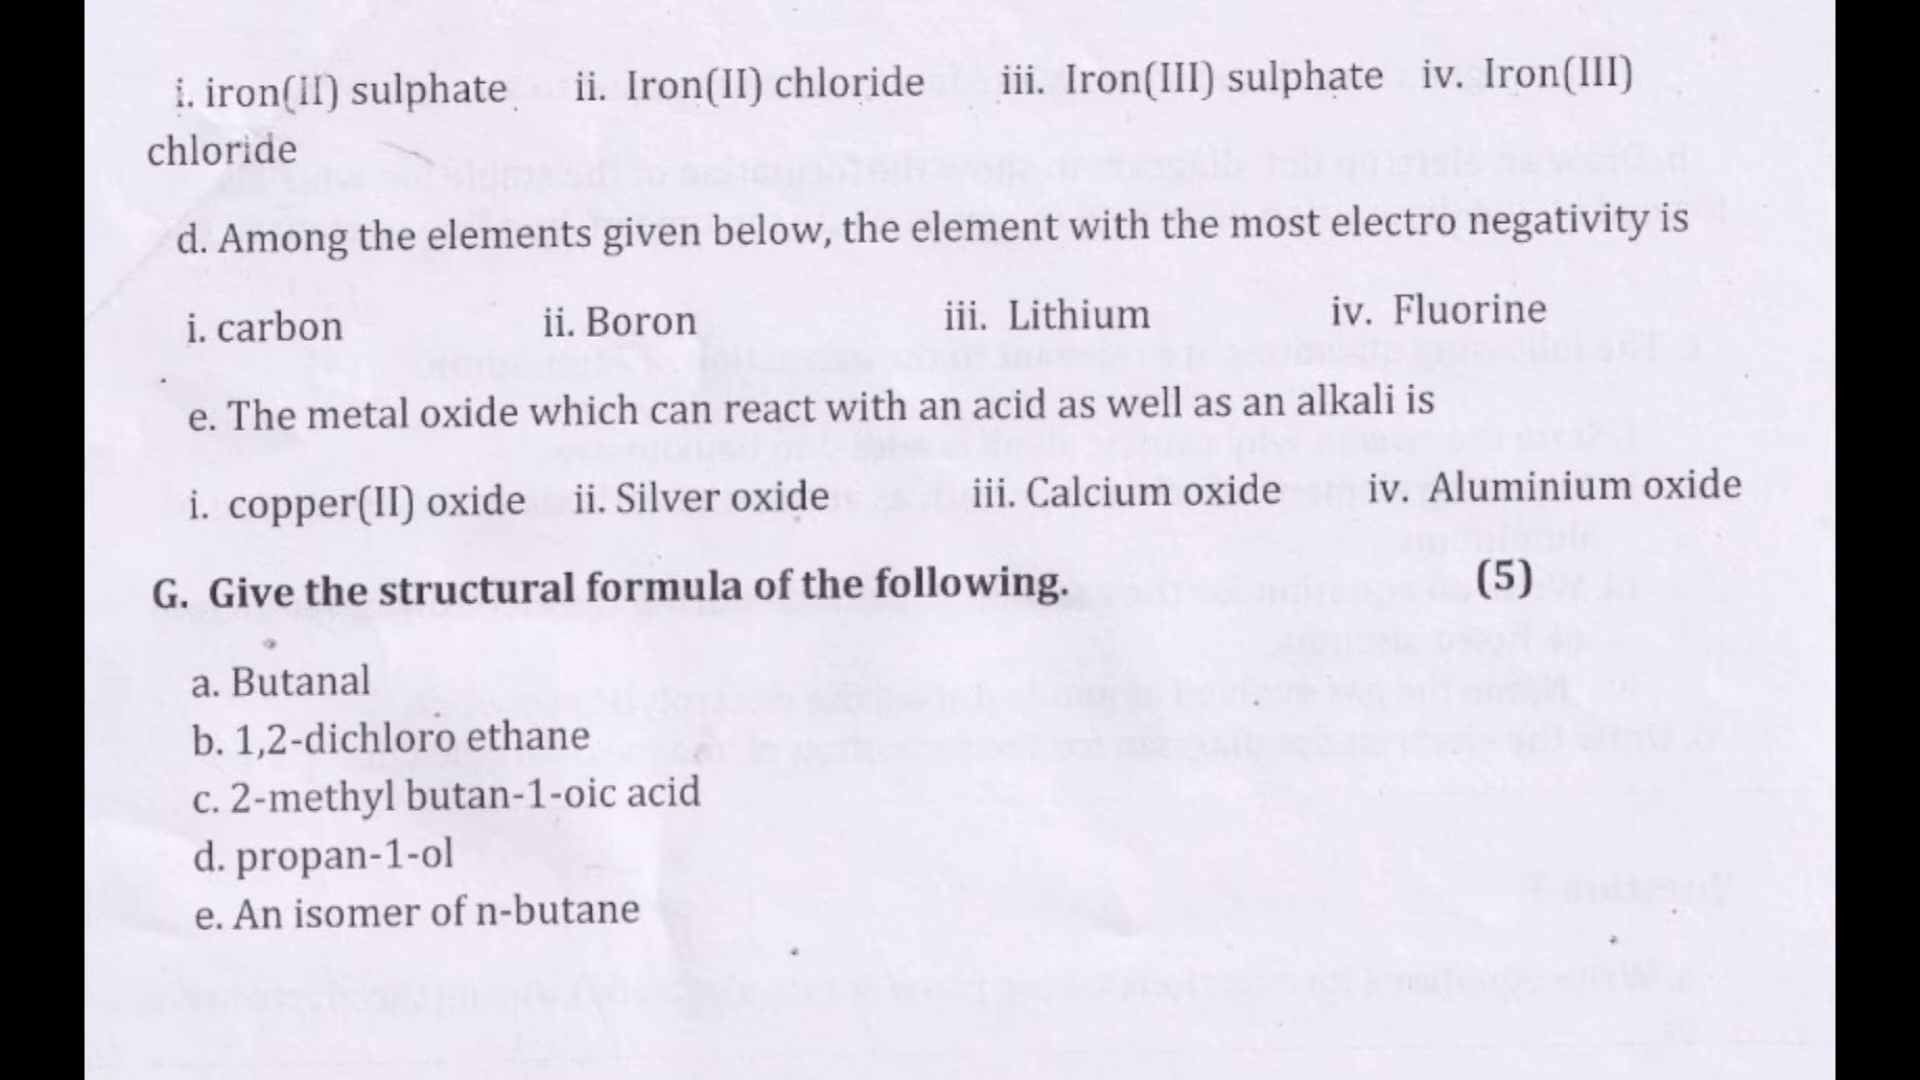 i. iron(II) sulphate ii. Iron(II) chloride iii. Iron(III) sulphate iv. Iron(III)
chloride
d. Among the elements given below, the element with the most electro negativity is
i. carbon ii. Boron iii. Lithium iv. Fluorine
e. The metal oxide which can react with an acid as well as an alkali is
i. copper(II) oxide ii. Silver oxide iii. Calcium oxide iv. Aluminium oxide
G. Give the structural formula of the following. (5)
a. Butanal
b. 1,2-dichloro ethane
c. 2-methyl butan-1-oic acid
d. propan-1-ol
e. An isomer of n-butane